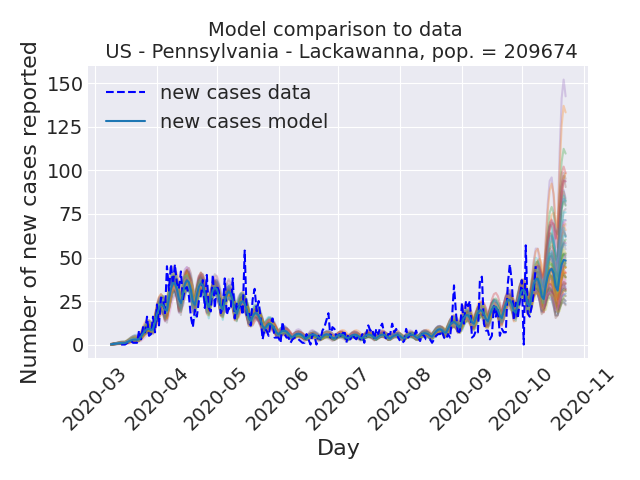 Model comparison to data
US - Pennsylvania - Lackawanna, pop. = 209674
Number of new cases reported
150
125
100
75
50
25
0
new cases data
new cases model
2020-03
2020-04
2020-05
2020-06
2020-07
2020-08
2020-09
2020-10
2020-11
Day